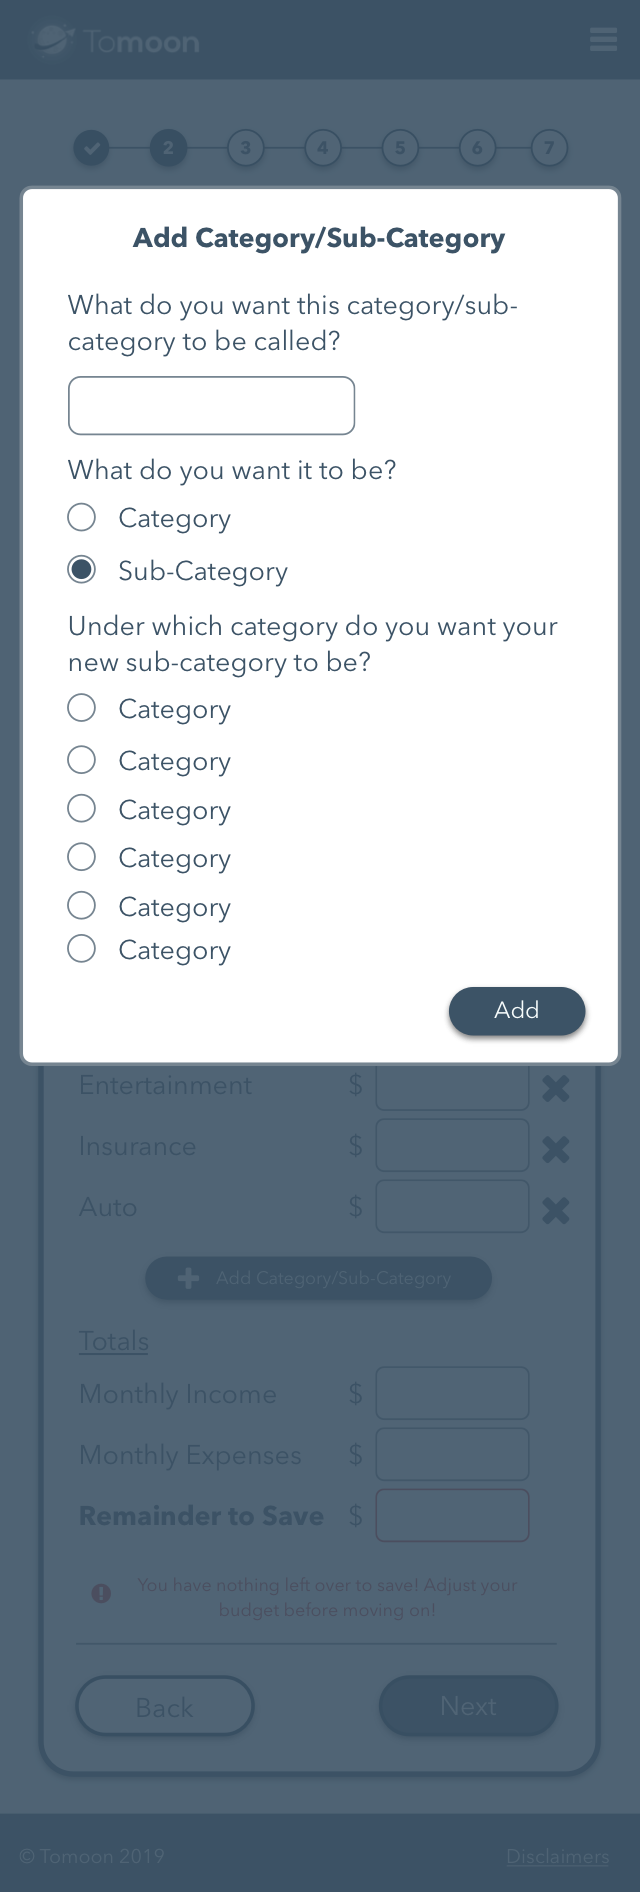 Tomoon
2 3 4 5 6 7
Add Category/Sub-Category
What do you want this category/sub-
category to be called?
What do you want it to be?
Category
Sub-Category
Under which category do you want your
new sub-category to be?
Category
Category
Category
Category
Category
Category
Add
Entertainment $
Insurance $
Auto $
Add Category/Sub-Category
Totals
Monthly Income $
Monthly Expenses $
Remainder to Save $
You have nothing left over to save! Adjust your
budget before moving on!
Back Next
© Tomoon 2019 Disclaimers